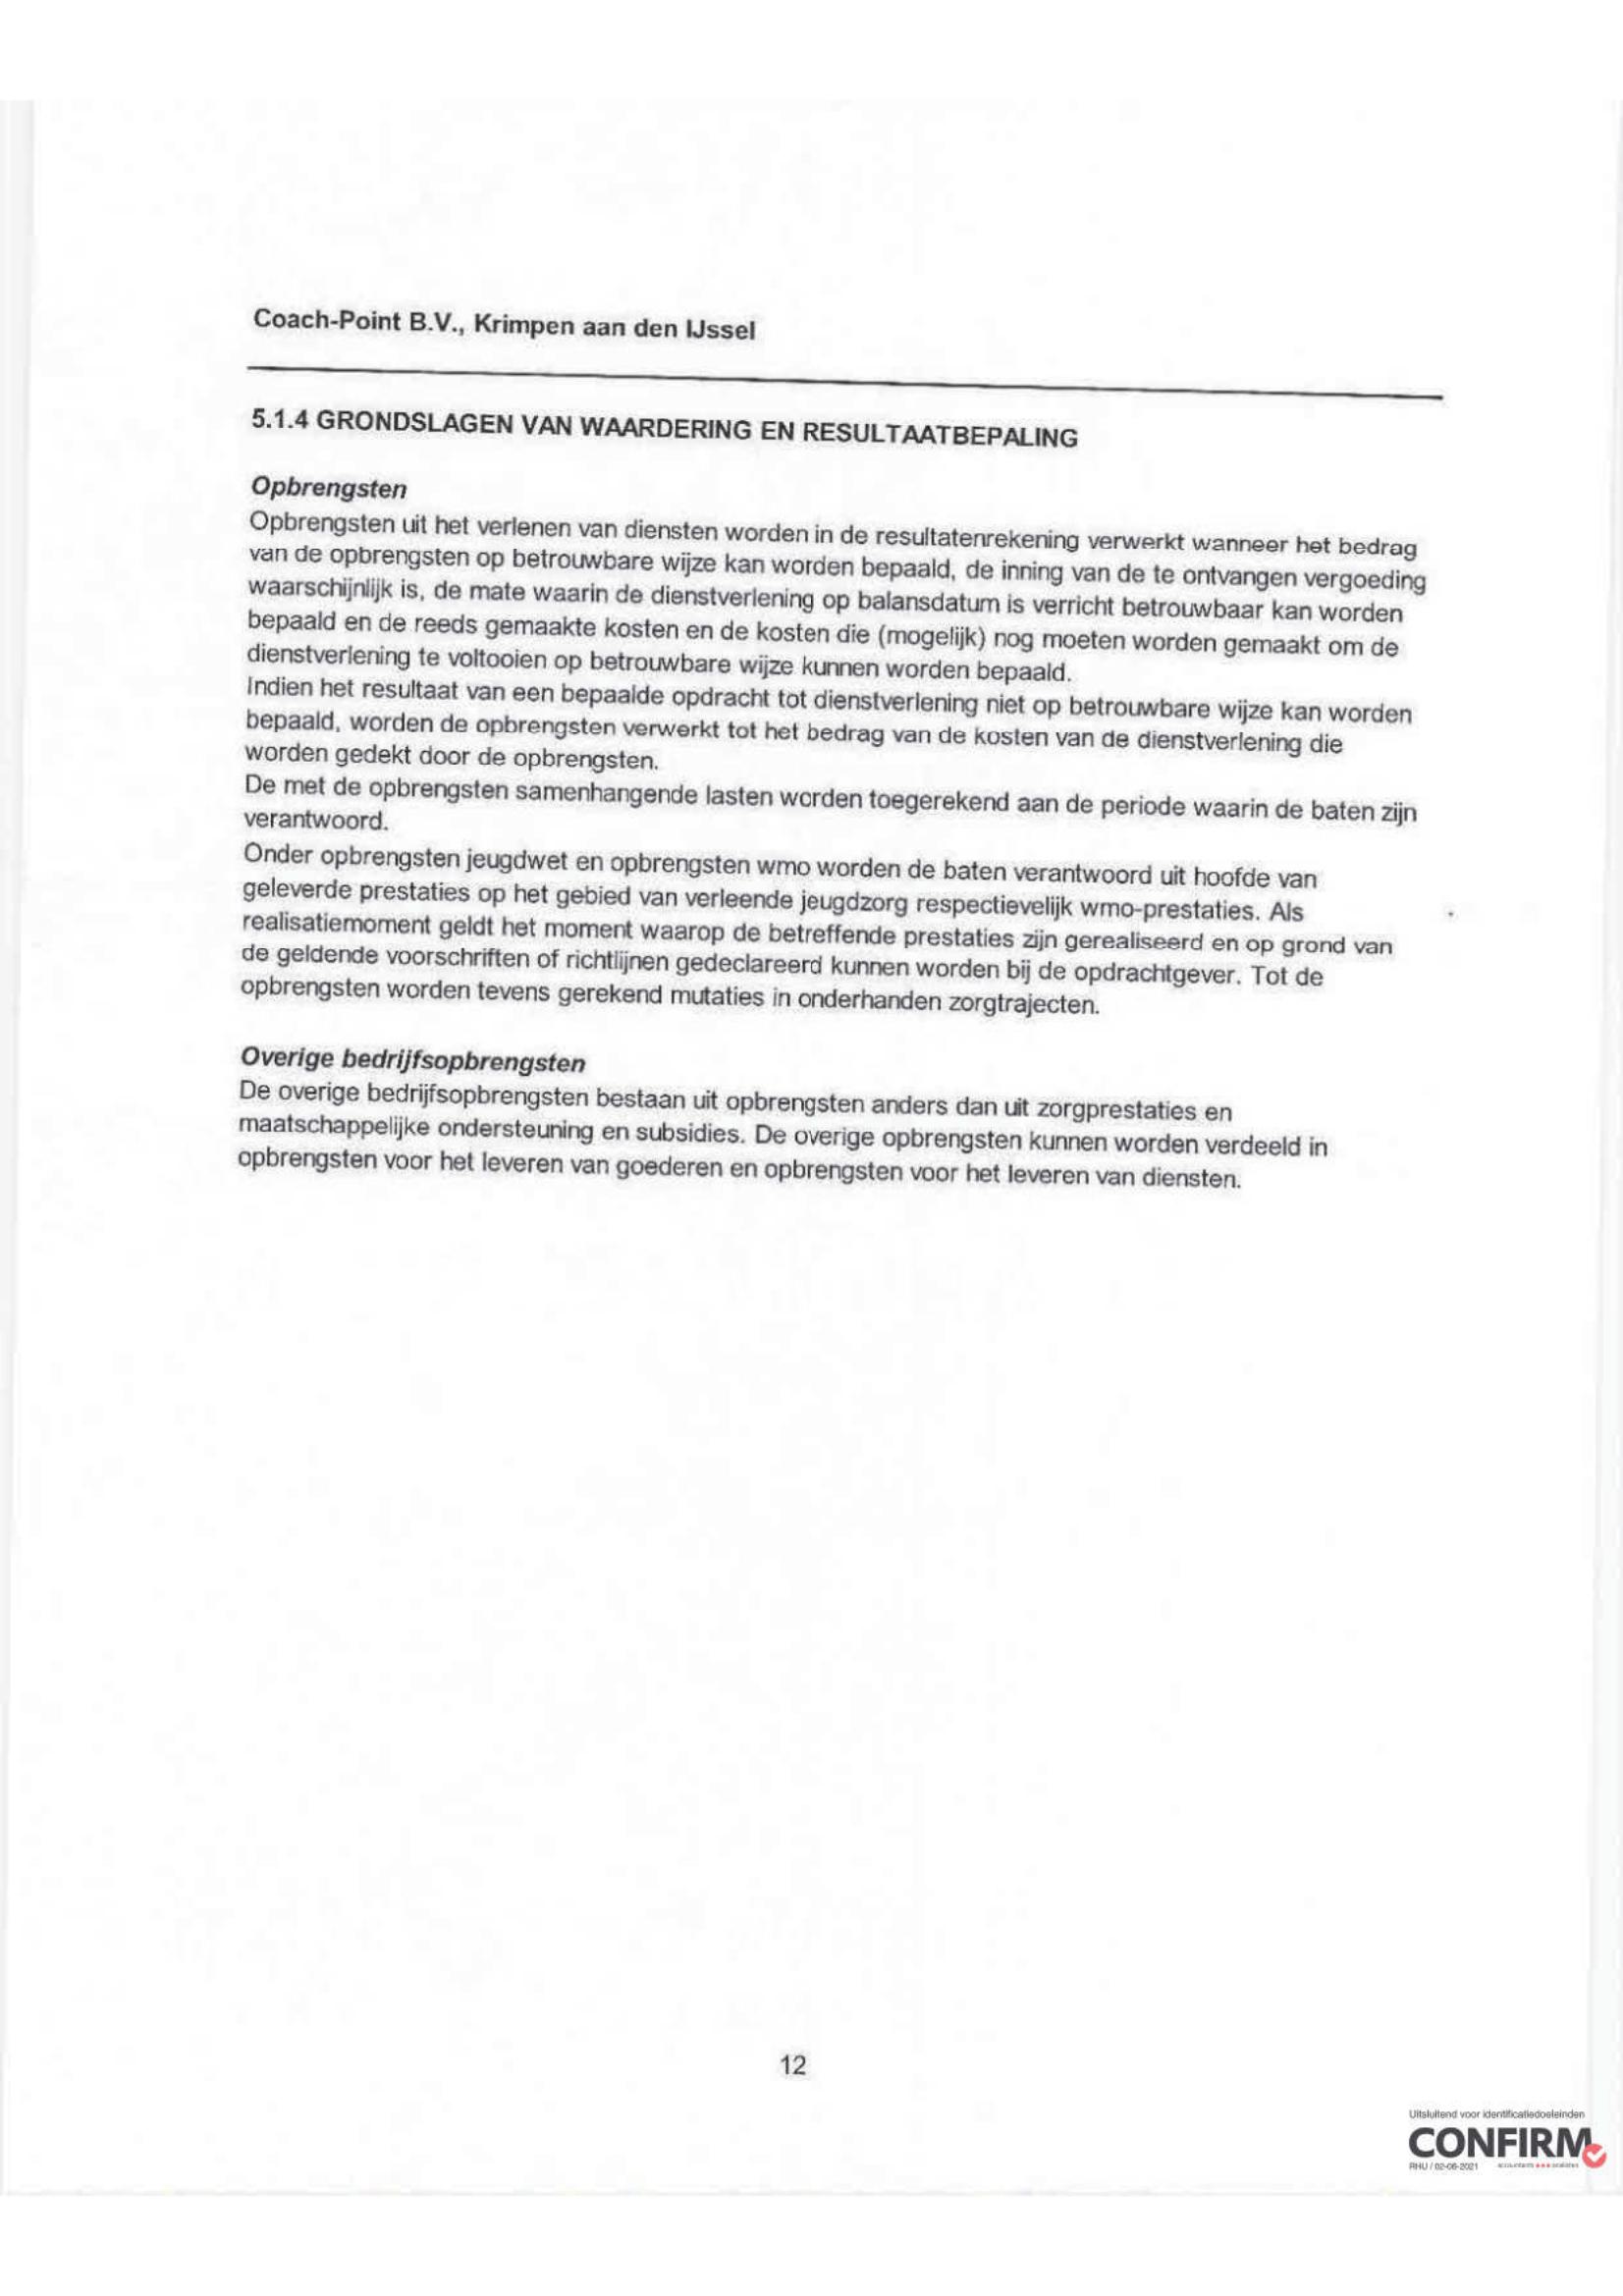 Coach-Point B.V., Krimpen aan den IJssel
5.1.4 GRONDSLAGEN VAN WAARDERING EN RESULTAATBEPALING
Opbrengsten
Opbrengsten uit het verlenen van diensten worden in de resultatenrekening verwerkt wanneer het bedrag
van de opbrengsten op betrouwbare wijze kan worden bepaald, de inning van de te ontvangen vergoeding
waarschijnlijk is, de mate waarin de dienstverlening op balansdatum is verricht betrouwbaar kan worden
bepaald en de reeds gemaakte kosten en de kosten die (mogelijk) nog moeten worden gemaakt om de
dienstverlening te voltooien op betrouwbare wijze kunnen worden bepaald.
Indien het resultaat van een bepaalde opdracht tot dienstverlening niet op betrouwbare wijze kan worden
bepaald, worden de opbrengsten verwerkt tot het bedrag van de kosten van de dienstverlening die
worden gedekt door de opbrengsten.
De met de opbrengsten samenhangende lasten worden toegerekend aan de periode waarin de baten zijn
verantwoord.
Onder opbrengsten jeugdwet en opbrengsten wmo worden de baten verantwoord uit hoofde van
geleverde prestaties op het gebied van verleende jeugdzorg respectievelijk wmo-prestaties. Als
realisatiemoment geldt het moment waarop de betreffende prestaties zijn gerealiseerd en op grond van
de geldende voorschriften of richtlijnen gedeclareerd kunnen worden bij de opdrachtgever. Tot de
opbrengsten worden tevens gerekend mutaties in onderhanden zorgtrajecten.
Overige bedrijfsopbrengsten
De overige bedrijfsopbrengsten bestaan uit opbrengsten anders dan uit zorgprestaties en
maatschappelijke ondersteuning en subsidies. De overige opbrengsten kunnen worden verdeeld in
opbrengsten voor het leveren van goederen en opbrengsten voor het leveren van diensten.
12
Uitsluitend voor identificatiedoeleinden
CONFIRM
RHU / 02-06-2021